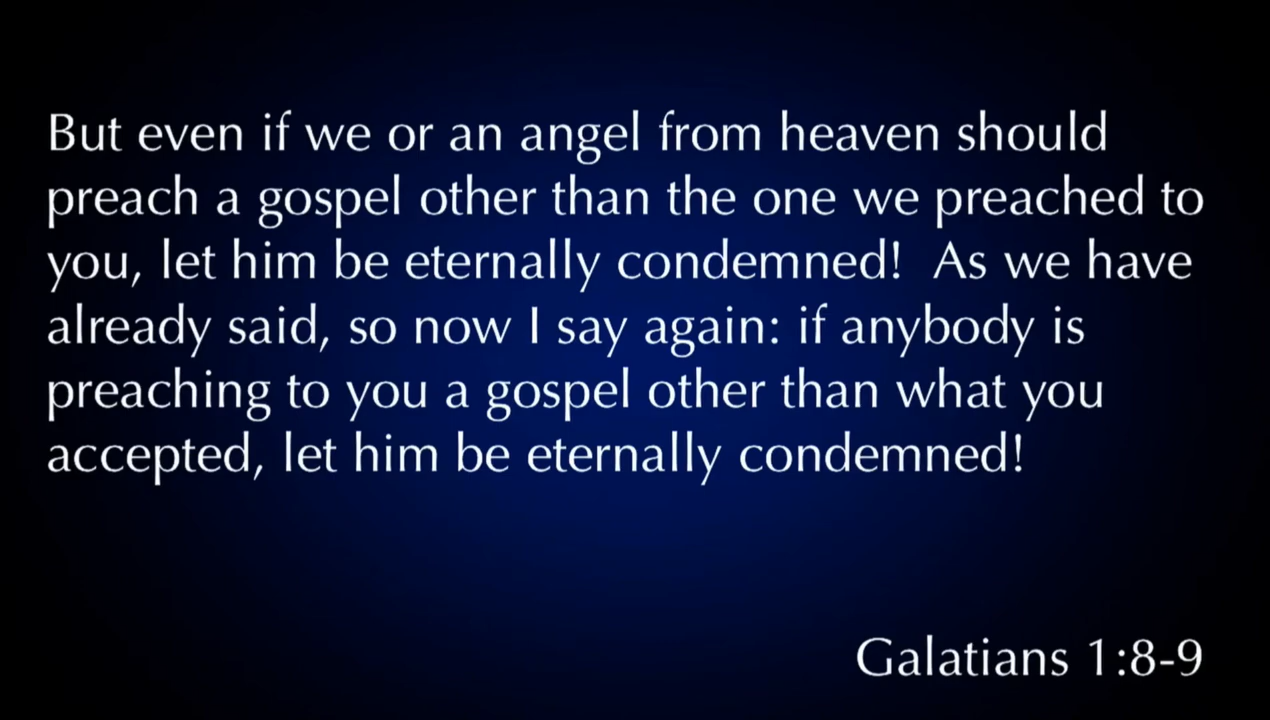 But even if we or an angel from heaven should
preach a gospel other than the one we preached to
you, let him be eternally condemned!  As we have
already said, so now I say again: if anybody is
preaching to you a gospel other than what you
accepted, let him be eternally condemned!
Galatians 1:8-9